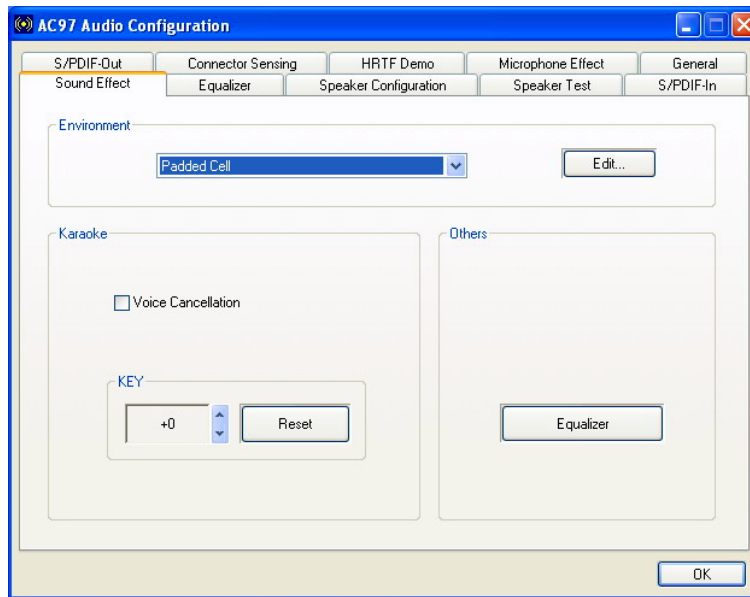 AC97 Audio Configuration
S/PDIF-Out Connector Sensing HRTF Demo Microphone Effect General
Sound Effect Equalizer Speaker Configuration Speaker Test S/PDIF-In
Environment
Padded Cell Edit...
Karaoke Others
Voice Cancellation
KEY
+0 Reset Equalizer
OK